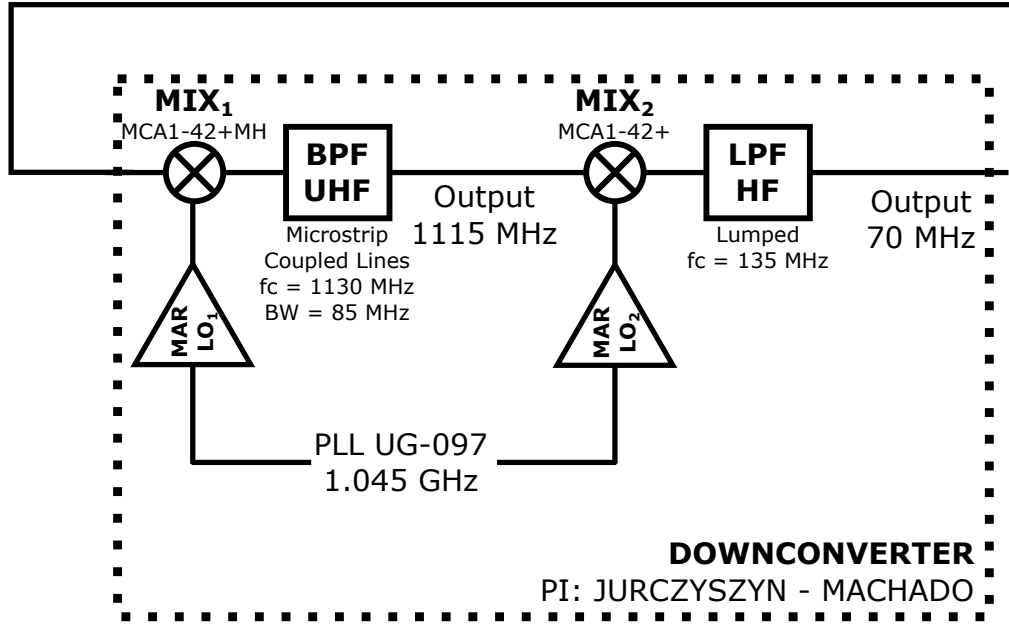 MIX₁
MCA1-42+MH
MIX₂
MCA1-42+
BPF
UHF
LPF
HF
Output
1115 MHz
Output
70 MHz
Microstrip
Coupled Lines
fc = 1130 MHz
BW = 85 MHz
Lumped
fc = 135 MHz
MAR
LO₁
MAR
LO₂
PLL UG-097
1.045 GHz
DOWNCONVERTER
PI: JURCZYSZYN - MACHADO